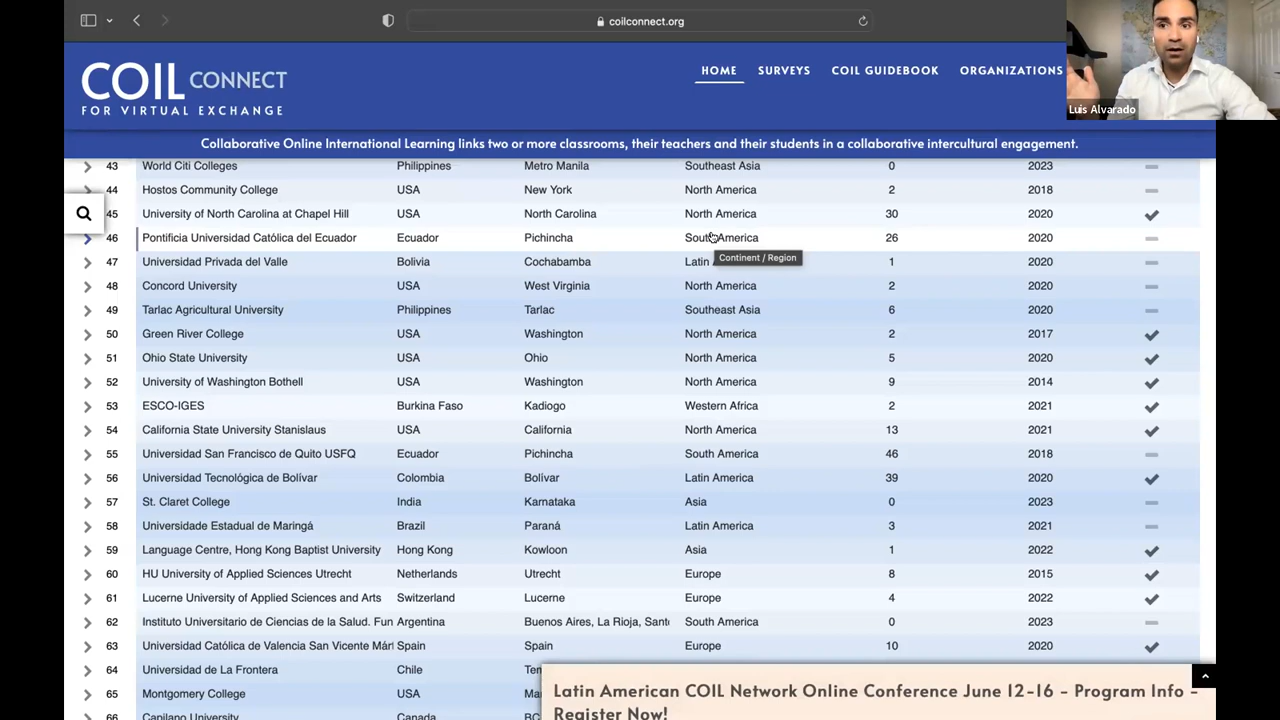 coilconnect.org
COIL CONNECT
FOR VIRTUAL EXCHANGE
HOME SURVEYS COIL GUIDEBOOK ORGANIZATIONS
Luis Alvarado
Collaborative Online International Learning links two or more classrooms, their teachers and their students in a collaborative intercultural engagement.
43 World Citi Colleges Philippines Metro Manila Southeast Asia 0 2023
44 Hostos Community College USA New York North America 2 2018
45 University of North Carolina at Chapel Hill USA North Carolina North America 30 2020
46 Pontificia Universidad Católica del Ecuador Ecuador Pichincha South America 26 2020
Continent / Region
47 Universidad Privada del Valle Bolivia Cochabamba Latin 1 2020
48 Concord University USA West Virginia North America 2 2020
49 Tarlac Agricultural University Philippines Tarlac Southeast Asia 6 2020
50 Green River College USA Washington North America 2 2017
51 Ohio State University USA Ohio North America 5 2020
52 University of Washington Bothell USA Washington North America 9 2014
53 ESCO-IGES Burkina Faso Kadiogo Western Africa 2 2021
54 California State University Stanislaus USA California North America 13 2021
55 Universidad San Francisco de Quito USFQ Ecuador Pichincha South America 46 2018
56 Universidad Tecnológica de Bolívar Colombia Bolívar Latin America 39 2020
57 St. Claret College India Karnataka Asia 0 2023
58 Universidade Estadual de Maringá Brazil Paraná Latin America 3 2021
59 Language Centre, Hong Kong Baptist University Hong Kong Kowloon Asia 1 2022
60 HU University of Applied Sciences Utrecht Netherlands Utrecht Europe 8 2015
61 Lucerne University of Applied Sciences and Arts Switzerland Lucerne Europe 4 2022
62 Instituto Universitario de Ciencias de la Salud. Fun Argentina Buenos Aires, La Rioja, Sant South America 0 2023
63 Universidad Católica de Valencia San Vicente Márt Spain Spain Europe 10 2020
64 Universidad de La Frontera Chile
65 Montgomery College USA
66 Capilano University Canada
Latin American COIL Network Online Conference June 12-16 - Program Info -
Register Now!